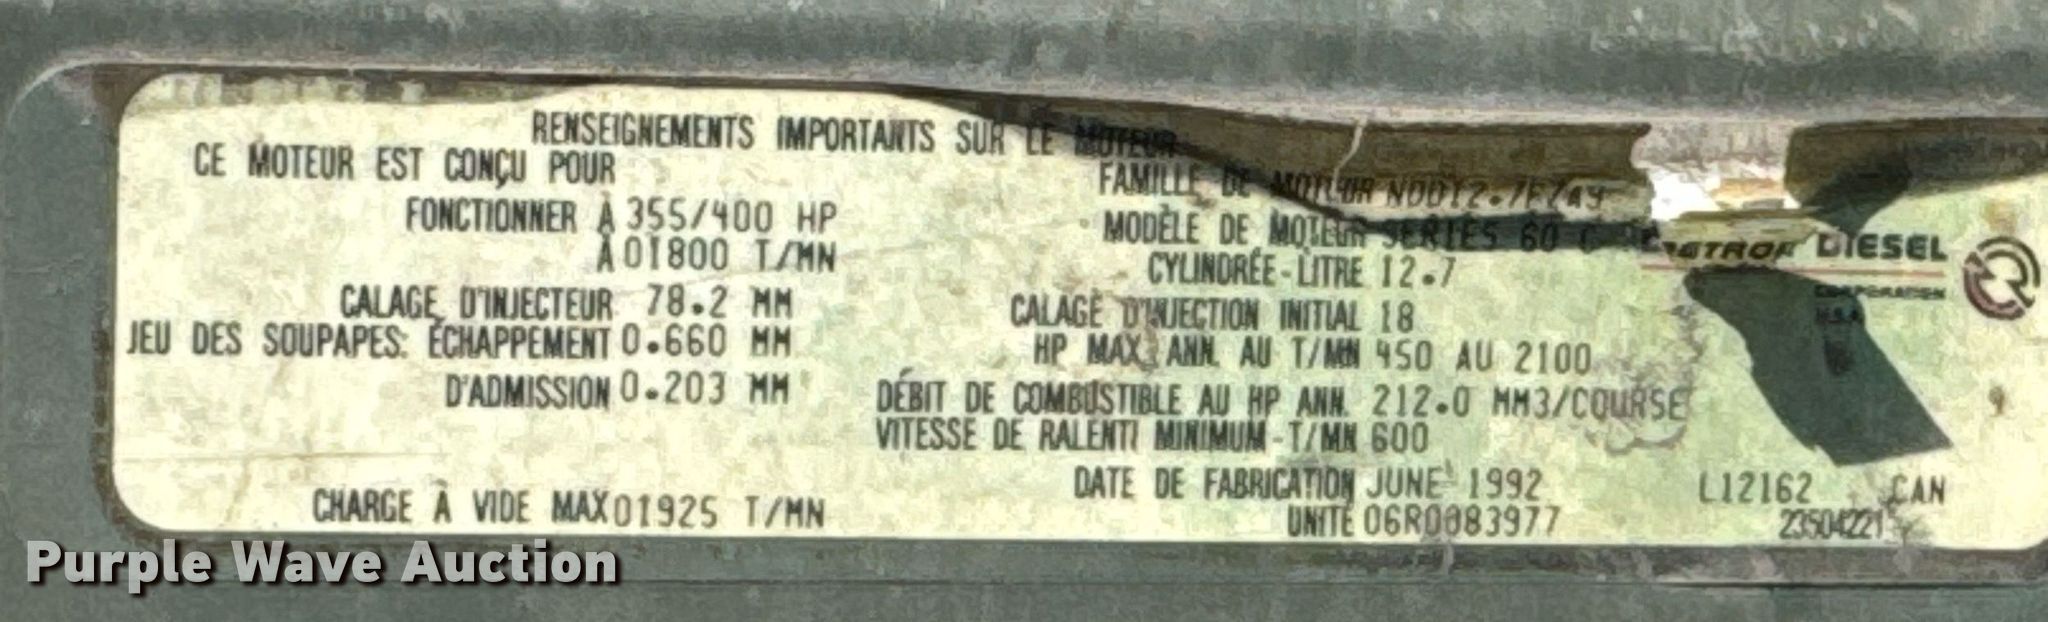 RENSEIGNEMENTS IMPORTANTS SUR LE MOTEUR
CE MOTEUR EST CONÇU POUR
FONCTIONNER À 355/400 HP
À 01800 T/MN
CALAGE D'INJECTEUR 78.2 MM
JEU DES SOUPAPES: ÉCHAPPEMENT 0.660 MM
D'ADMISSION 0.203 MM
CHARGE À VIDE MAX 01925 T/MN
FAMILLE DE MOTEUR
MODÈLE DE MOTEUR SERIES 60 C
CYLINDRÉE-LITRE 12.7
CALAGE D'INJECTION INITIAL 18
HP MAX. ANN. AU T/MN 450 AU 2100
DÉBIT DE COMBUSTIBLE AU HP ANN. 212.0 MM3/COURSE
VITESSE DE RALENTI MINIMUM-T/MN 600
DATE DE FABRICATION JUNE 1992
UNITÉ 06R0083977
DIESEL
CORPORATION
L12162 CAN
23504221
Purple Wave Auction